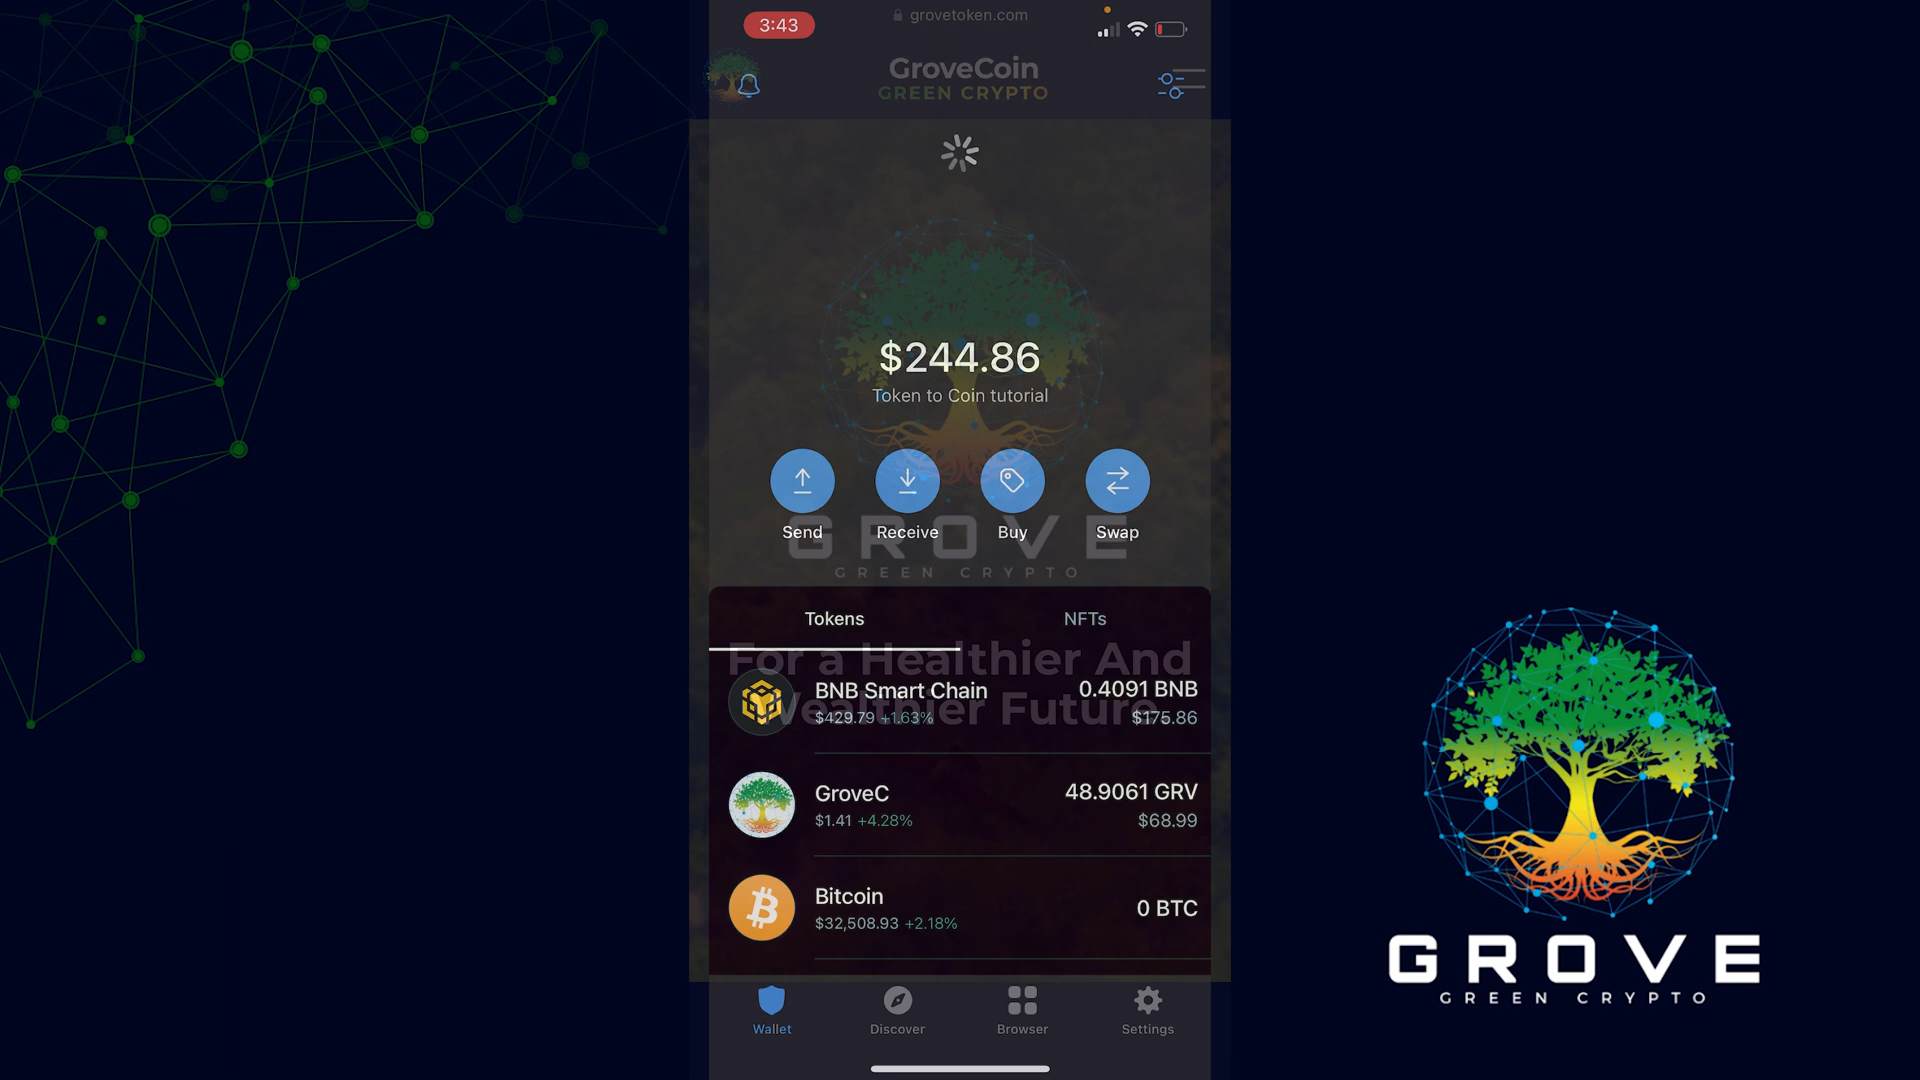 3:43
grovetoken.com
GroveCoin
GREEN CRYPTO
$244.86
Token to Coin tutorial
Send
Receive
Buy
Swap
GROVE
GREEN CRYPTO
Tokens
NFTs
For a Healthier And
Wealthier Future
BNB Smart Chain
0.4091 BNB
$429.79 +1.63%
$175.86
GroveC
48.9061 GRV
$1.41 +4.28%
$68.99
Bitcoin
0 BTC
$32,508.93 +2.18%
Wallet
Discover
Browser
Settings
GROVE
GREEN CRYPTO